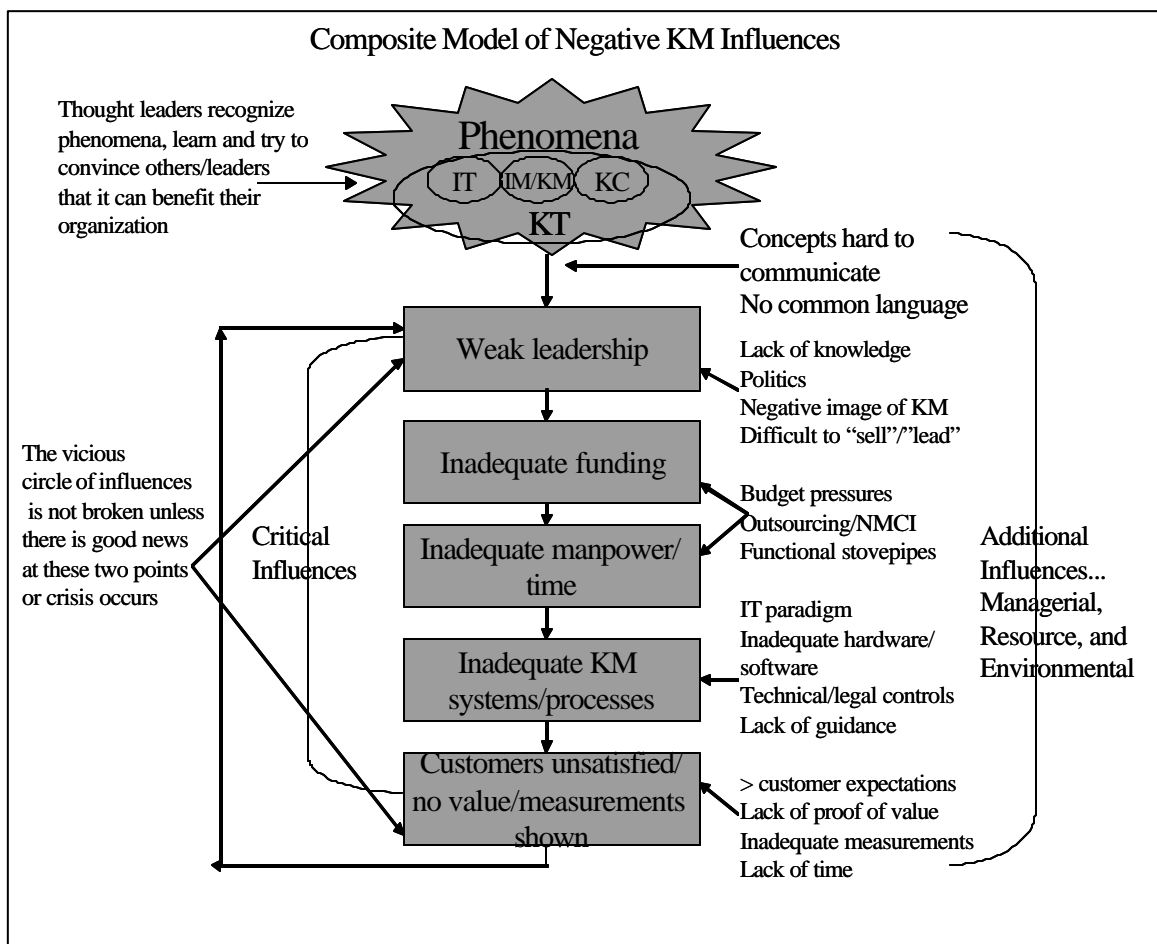 Composite Model of Negative KM Influences
Thought leaders recognize
phenomena, learn and try to
convince others/leaders
that it can benefit their
organization
Phenomena
IT
IM/KM
KC
KT
Concepts hard to
communicate
No common language
Weak leadership
Lack of knowledge
Politics
Negative image of KM
Difficult to “sell”/”lead”
Inadequate funding
Budget pressures
Outsourcing/NMCI
Functional stovepipes
Inadequate manpower/
time
The vicious
circle of influences
is not broken unless
there is good news
at these two points
or crisis occurs
Critical
Influences
Additional
Influences...
Managerial,
Resource, and
Environmental
Inadequate KM
systems/processes
IT paradigm
Inadequate hardware/
software
Technical/legal controls
Lack of guidance
Customers unsatisfied/
no value/measurements
shown
> customer expectations
Lack of proof of value
Inadequate measurements
Lack of time